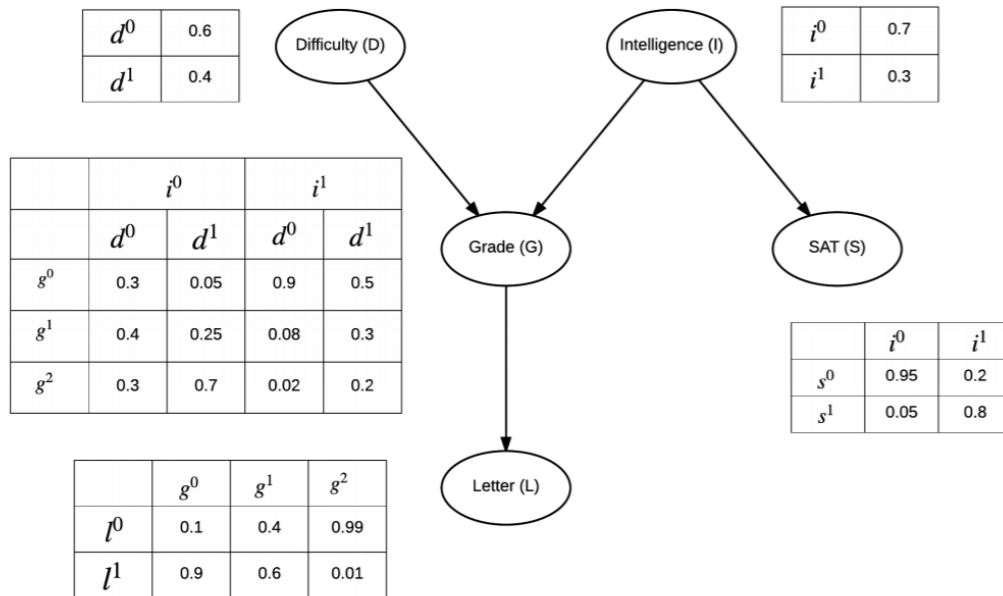 d⁰ 0.6
d¹ 0.4
Difficulty (D)
Intelligence (I)
i⁰ 0.7
i¹ 0.3
i⁰ i¹
d⁰ d¹ d⁰ d¹
g⁰ 0.3 0.05 0.9 0.5
g¹ 0.4 0.25 0.08 0.3
g² 0.3 0.7 0.02 0.2
Grade (G)
SAT (S)
i⁰ i¹
s⁰ 0.95 0.2
s¹ 0.05 0.8
g⁰ g¹ g²
l⁰ 0.1 0.4 0.99
l¹ 0.9 0.6 0.01
Letter (L)